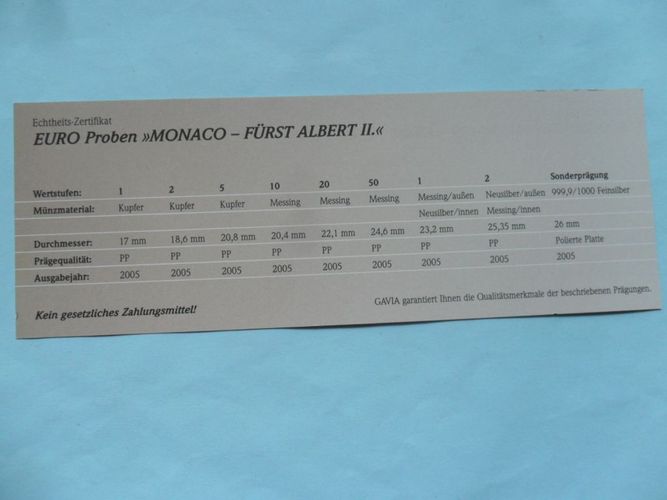 Echtheits-Zertifikat
EURO Proben »MONACO – FÜRST ALBERT II.«
Wertstufen: 1 2 5 10 20 50 1 2 Sonderprägung
Münzmaterial: Kupfer Kupfer Kupfer Messing Messing Messing Messing/außen Neusilber/außen 999,9/1000 Feinsilber
Neusilber/innen Messing/innen
Durchmesser: 17 mm 18,6 mm 20,8 mm 20,4 mm 22,1 mm 24,6 mm 23,2 mm 25,35 mm 26 mm
Prägequalität: PP PP PP PP PP PP PP PP Polierte Platte
Ausgabejahr: 2005 2005 2005 2005 2005 2005 2005 2005 2005
Kein gesetzliches Zahlungsmittel!
GAVIA garantiert Ihnen die Qualitätsmerkmale der beschriebenen Prägungen.